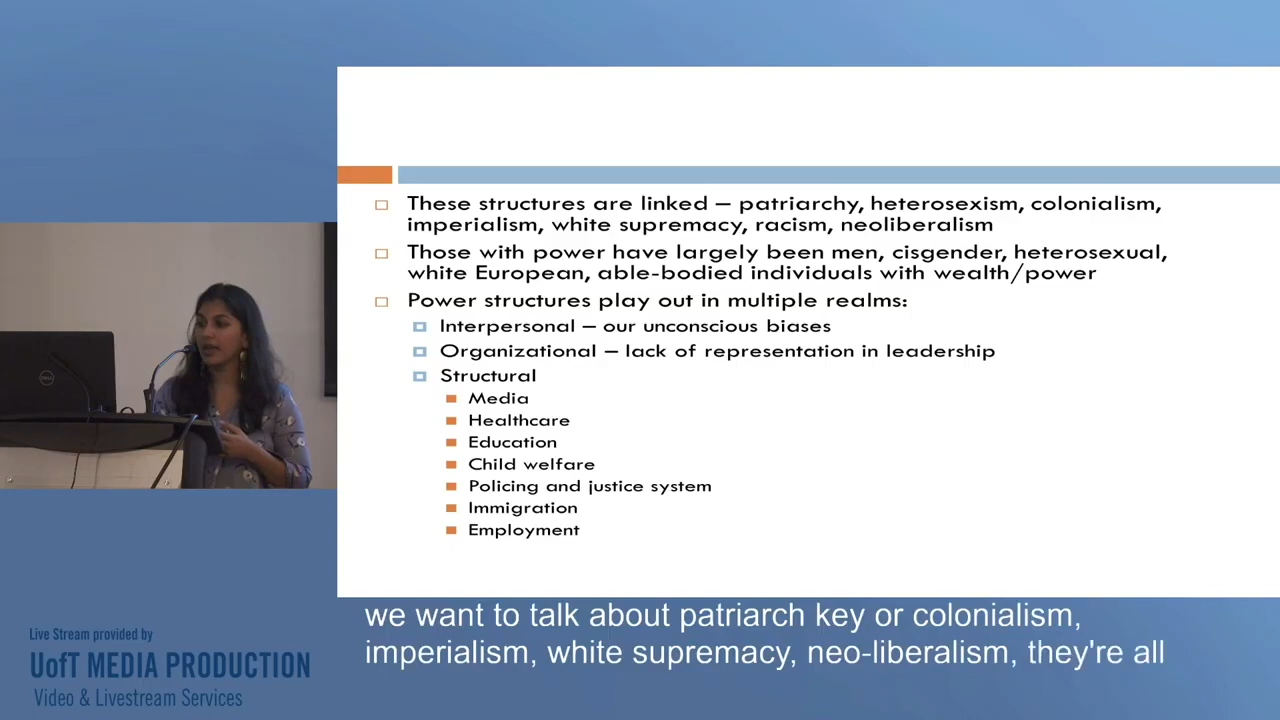 These structures are linked – patriarchy, heterosexism, colonialism,
imperialism, white supremacy, racism, neoliberalism
Those with power have largely been men, cisgender, heterosexual,
white European, able-bodied individuals with wealth/power
Power structures play out in multiple realms:
Interpersonal – our unconscious biases
Organizational – lack of representation in leadership
Structural
Media
Healthcare
Education
Child welfare
Policing and justice system
Immigration
Employment
we want to talk about patriarch key or colonialism,
imperialism, white supremacy, neo-liberalism, they're all
Live Stream provided by
UofT MEDIA PRODUCTION
Video & Livestream Services
DELL